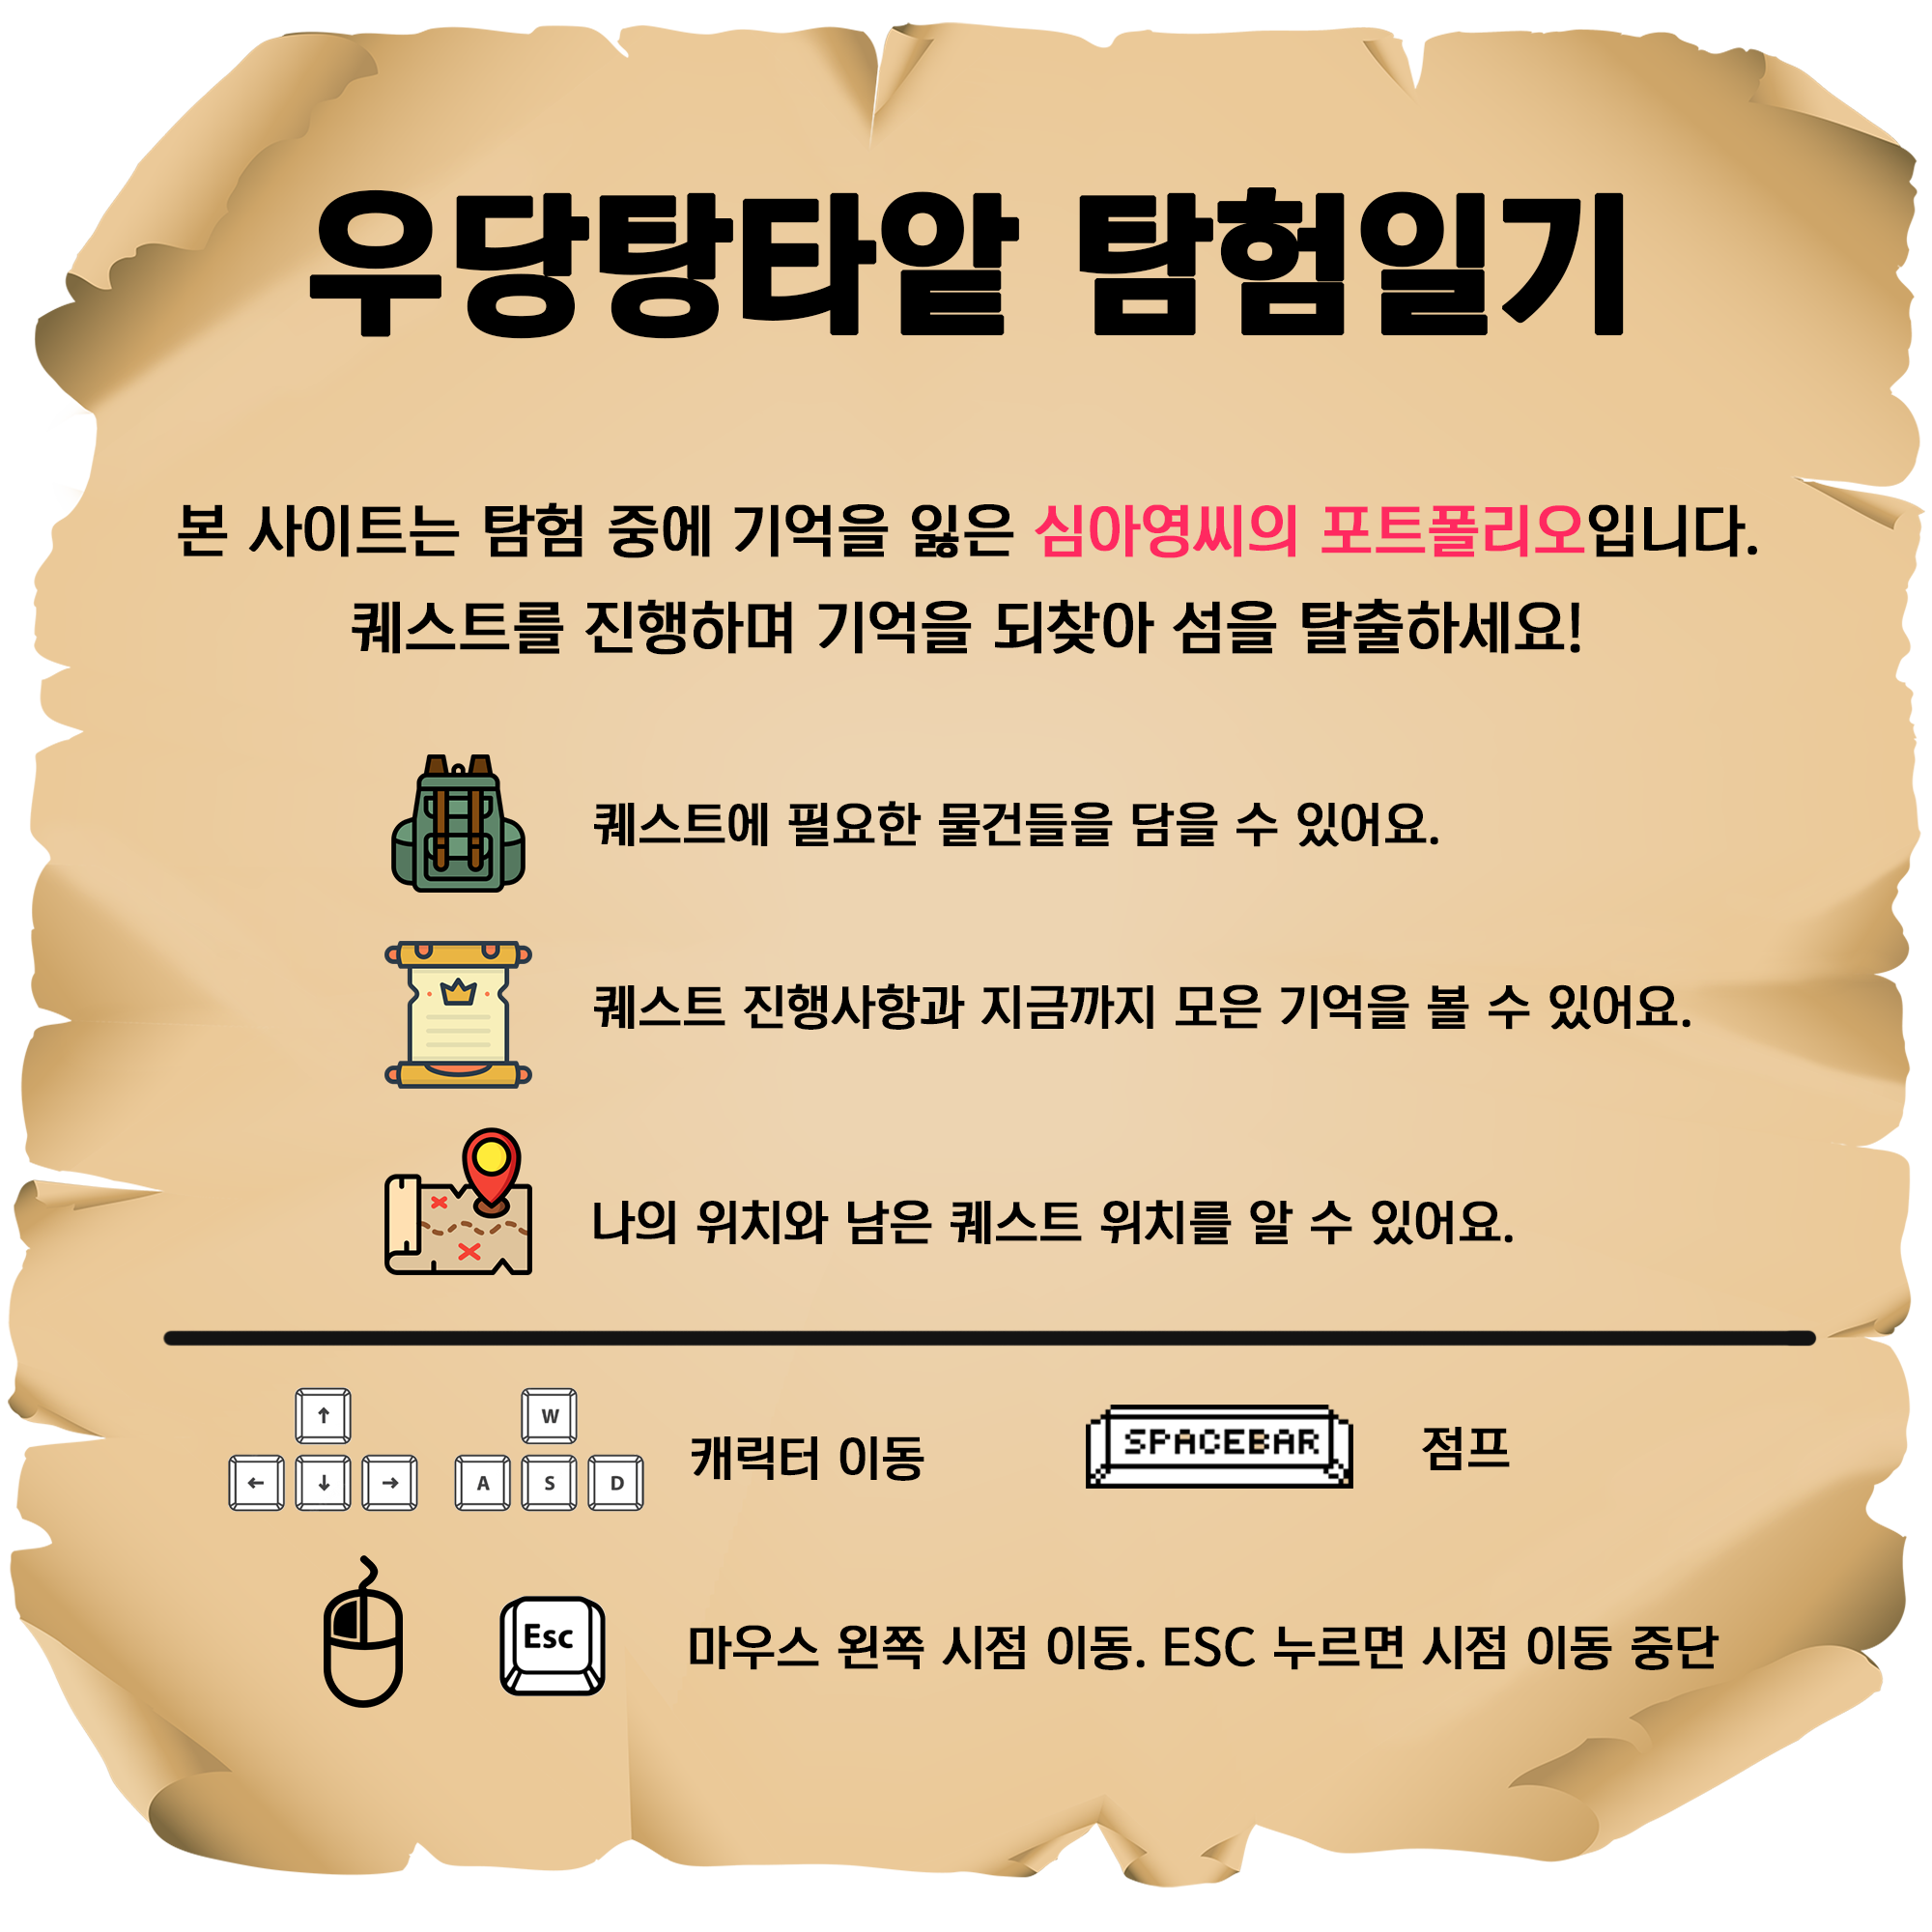 우당탕타앝 탐험일기
본 사이트는 탐험 중에 기억을 잃은 심아영씨의 포트폴리오입니다.
퀘스트를 진행하며 기억을 되찾아 섬을 탈출하세요!
퀘스트에 필요한 물건들을 담을 수 있어요.
퀘스트 진행사항과 지금까지 모은 기억을 볼 수 있어요.
나의 위치와 남은 퀘스트 위치를 알 수 있어요.
↑ W
← ↓ → A S D 캐릭터 이동 SPACEBAR 점프
Esc 마우스 왼쪽 시점 이동. ESC 누르면 시점 이동 중단